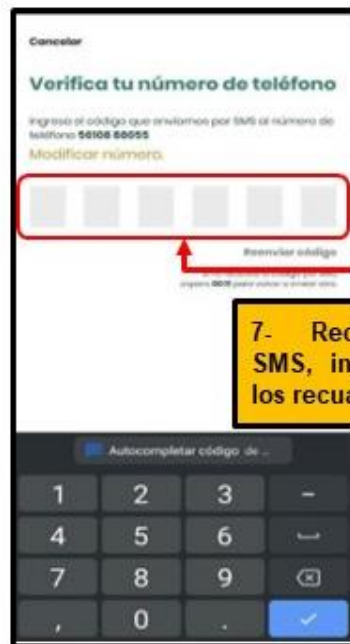 Cancelar
Verifica tu número de teléfono
Ingresa el código que enviamos por SMS al número de
teléfono 56108 88055
Modificar número.
Reenviar código
7- Rec
SMS, in
los recua
Autocompletar código de ...
1 2 3 -
4 5 6
7 8 9
, 0 .